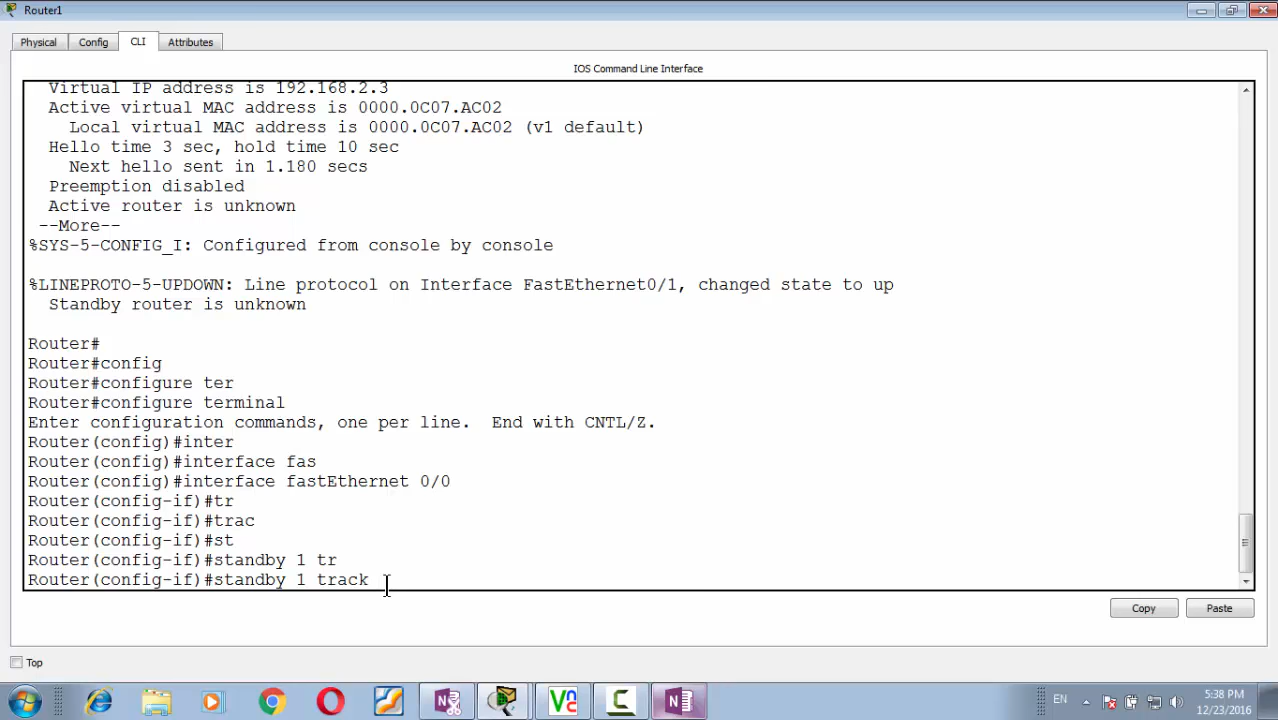 Router1
Physical Config CLI Attributes
IOS Command Line Interface
Virtual IP address is 192.168.2.3
Active virtual MAC address is 0000.0C07.AC02
Local virtual MAC address is 0000.0C07.AC02 (v1 default)
Hello time 3 sec, hold time 10 sec
Next hello sent in 1.180 secs
Preemption disabled
Active router is unknown
--More--
%SYS-5-CONFIG_I: Configured from console by console
%LINEPROTO-5-UPDOWN: Line protocol on Interface FastEthernet0/1, changed state to up
Standby router is unknown
Router#
Router#config
Router#configure ter
Router#configure terminal
Enter configuration commands, one per line. End with CNTL/Z.
Router(config)#inter
Router(config)#interface fas
Router(config)#interface fastEthernet 0/0
Router(config-if)#tr
Router(config-if)#trac
Router(config-if)#st
Router(config-if)#standby 1 tr
Router(config-if)#standby 1 track
Copy Paste
Top
EN
5:38 PM
12/23/2016